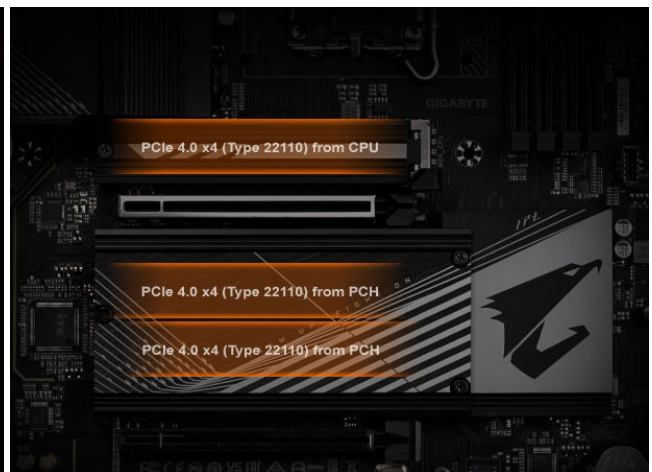 GIGABYTE
PCIe 4.0 x4 (Type 22110) from CPU
PCIe 4.0 x4 (Type 22110) from PCH
PCIe 4.0 x4 (Type 22110) from PCH